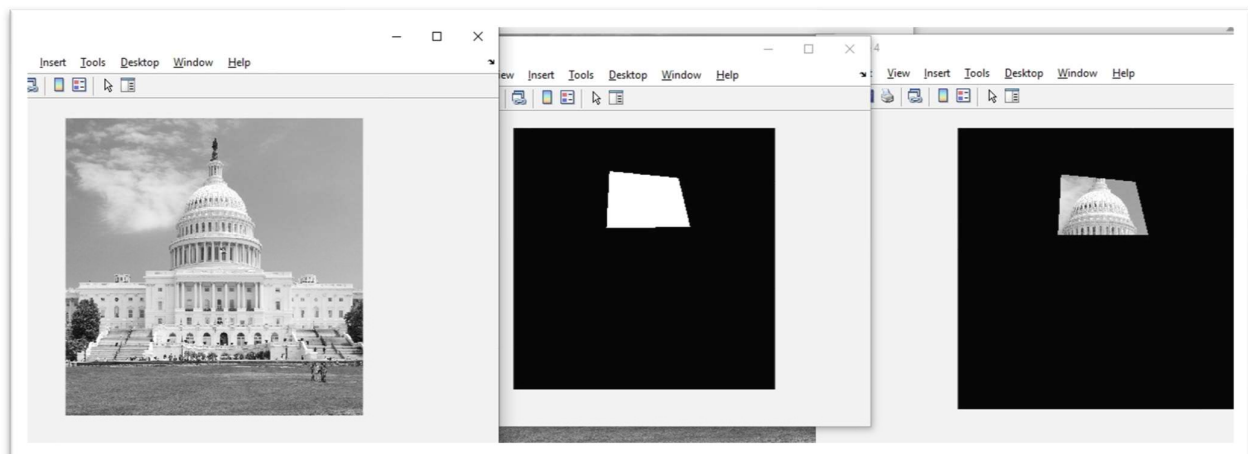 Insert Tools Desktop Window Help
ew Insert Tools Desktop Window Help
4
View Insert Tools Desktop Window Help